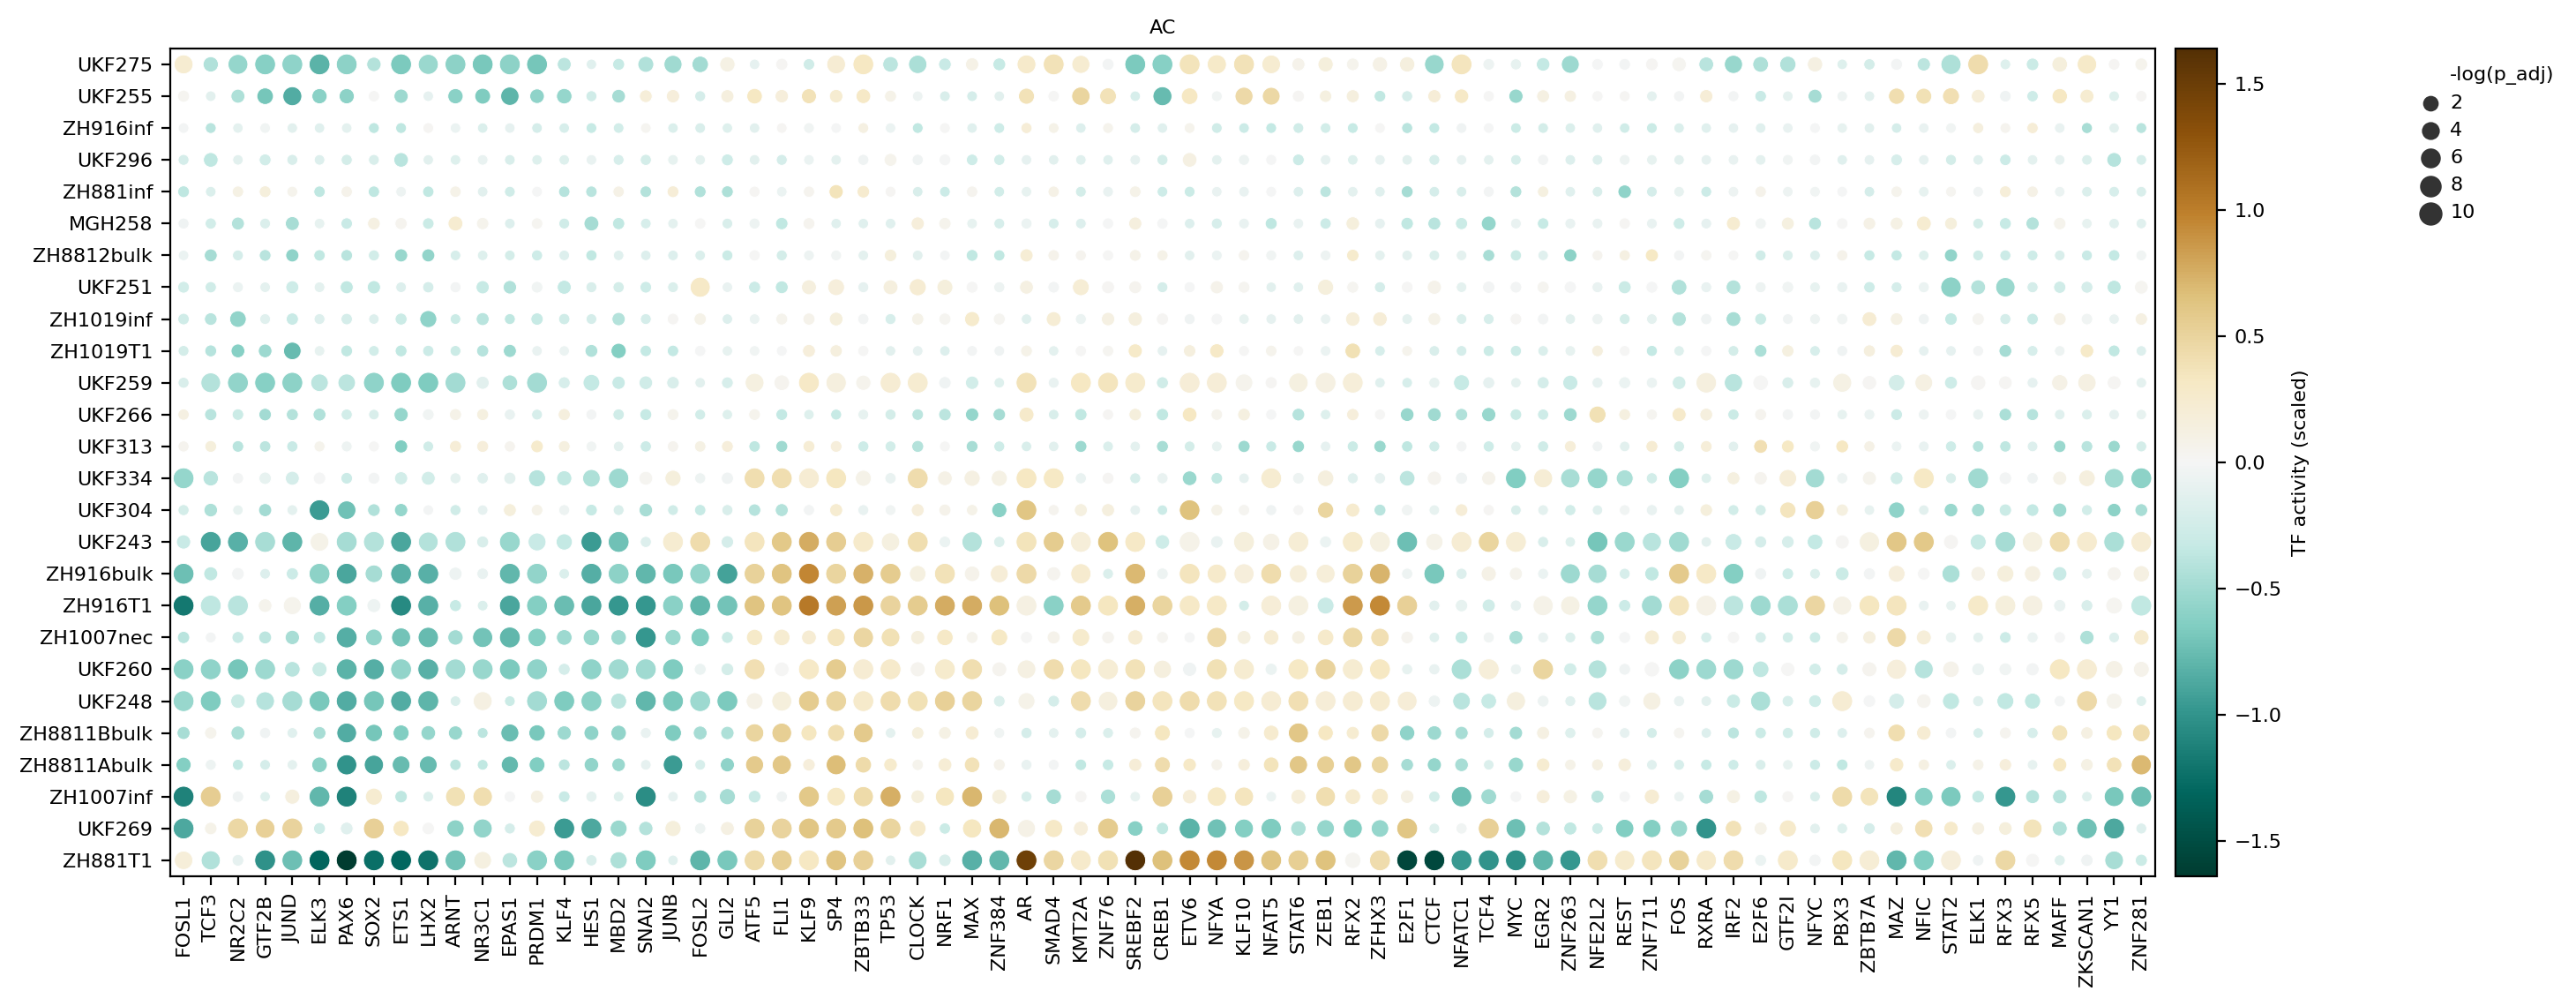 AC
UKF275
UKF255
ZH916inf
UKF296
ZH881inf
MGH258
ZH8812bulk
UKF251
ZH1019inf
ZH1019T1
UKF259
UKF266
UKF313
UKF334
UKF304
UKF243
ZH916bulk
ZH916T1
ZH1007nec
UKF260
UKF248
ZH8811Bbulk
ZH8811Abulk
ZH1007inf
UKF269
ZH881T1
FOSL1
TCF3
NR2C2
GTF2B
JUND
ELK3
PAX6
SOX2
ETS1
LHX2
ARNT
NR3C1
EPAS1
PRDM1
KLF4
HES1
MBD2
SNAI2
JUNB
FOSL2
GLI2
ATF5
FLI1
KLF9
SP4
ZBTB33
TP53
CLOCK
NRF1
MAX
ZNF384
AR
SMAD4
KMT2A
ZNF76
SREBF2
CREB1
ETV6
NFYA
KLF10
NFAT5
STAT6
ZEB1
RFX2
ZFHX3
E2F1
CTCF
NFATC1
TCF4
MYC
EGR2
ZNF263
NFE2L2
REST
ZNF711
FOS
RXRA
IRF2
E2F6
GTF2I
NFYC
PBX3
ZBTB7A
MAZ
NFIC
STAT2
ELK1
RFX3
RFX5
MAFF
ZKSCAN1
YY1
ZNF281
1.5
1.0
0.5
0.0
−0.5
−1.0
−1.5
TF activity (scaled)
-log(p_adj)
2
4
6
8
10